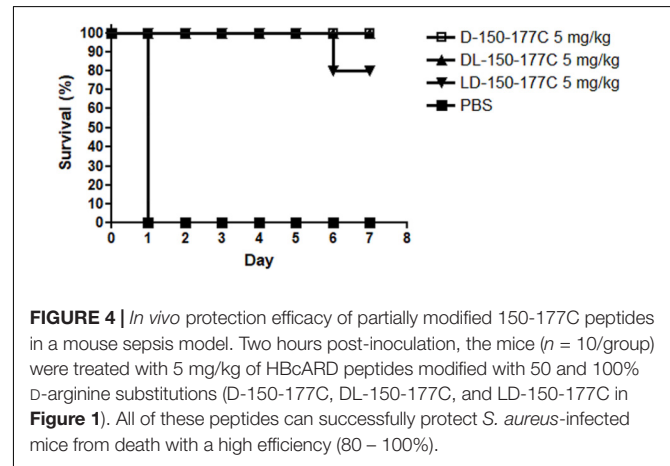 100
90
80
70
60
50
40
30
20
10
0
Survival (%)
0 1 2 3 4 5 6 7 8
Day
D-150-177C 5 mg/kg
DL-150-177C 5 mg/kg
LD-150-177C 5 mg/kg
PBS
FIGURE 4 | In vivo protection efficacy of partially modified 150-177C peptides
in a mouse sepsis model. Two hours post-inoculation, the mice (n = 10/group)
were treated with 5 mg/kg of HBcARD peptides modified with 50 and 100%
D-arginine substitutions (D-150-177C, DL-150-177C, and LD-150-177C in
Figure 1). All of these peptides can successfully protect S. aureus-infected
mice from death with a high efficiency (80 – 100%).